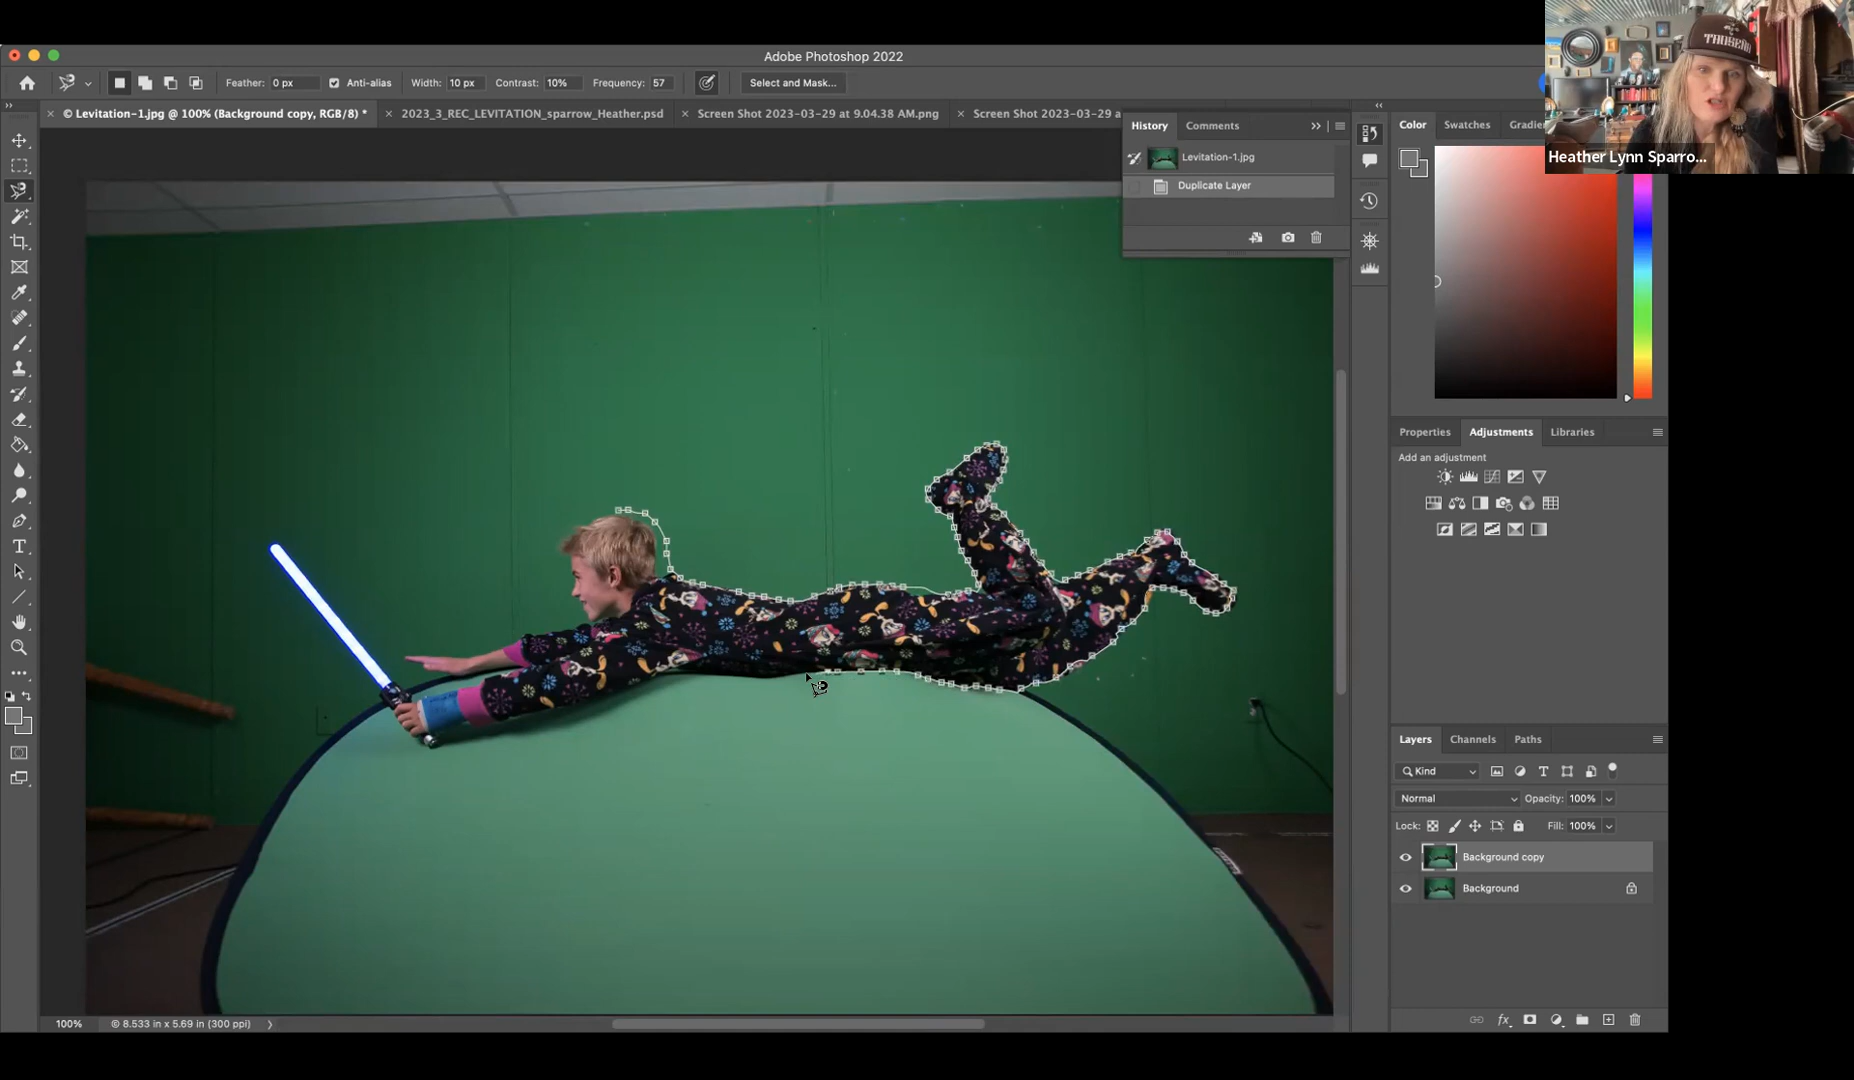 Adobe Photoshop 2022
Feather: 0 px Anti-alias Width: 10 px Contrast: 10% Frequency: 57 Select and Mask...
© Levitation-1.jpg @ 100% (Background copy, RGB/8) * 2023_3_REC_LEVITATION_sparrow_Heather.psd Screen Shot 2023-03-29 at 9.04.38 AM.png Screen Shot 2023-03-29 a
History Comments
Levitation-1.jpg
Duplicate Layer
Color Swatches Gradien
Heather Lynn Sparro...
Properties Adjustments Libraries
Add an adjustment
Layers Channels Paths
Kind
Normal Opacity: 100%
Lock: Fill: 100%
Background copy
Background
fx
100% © 8.533 in x 5.69 in (300 ppi)